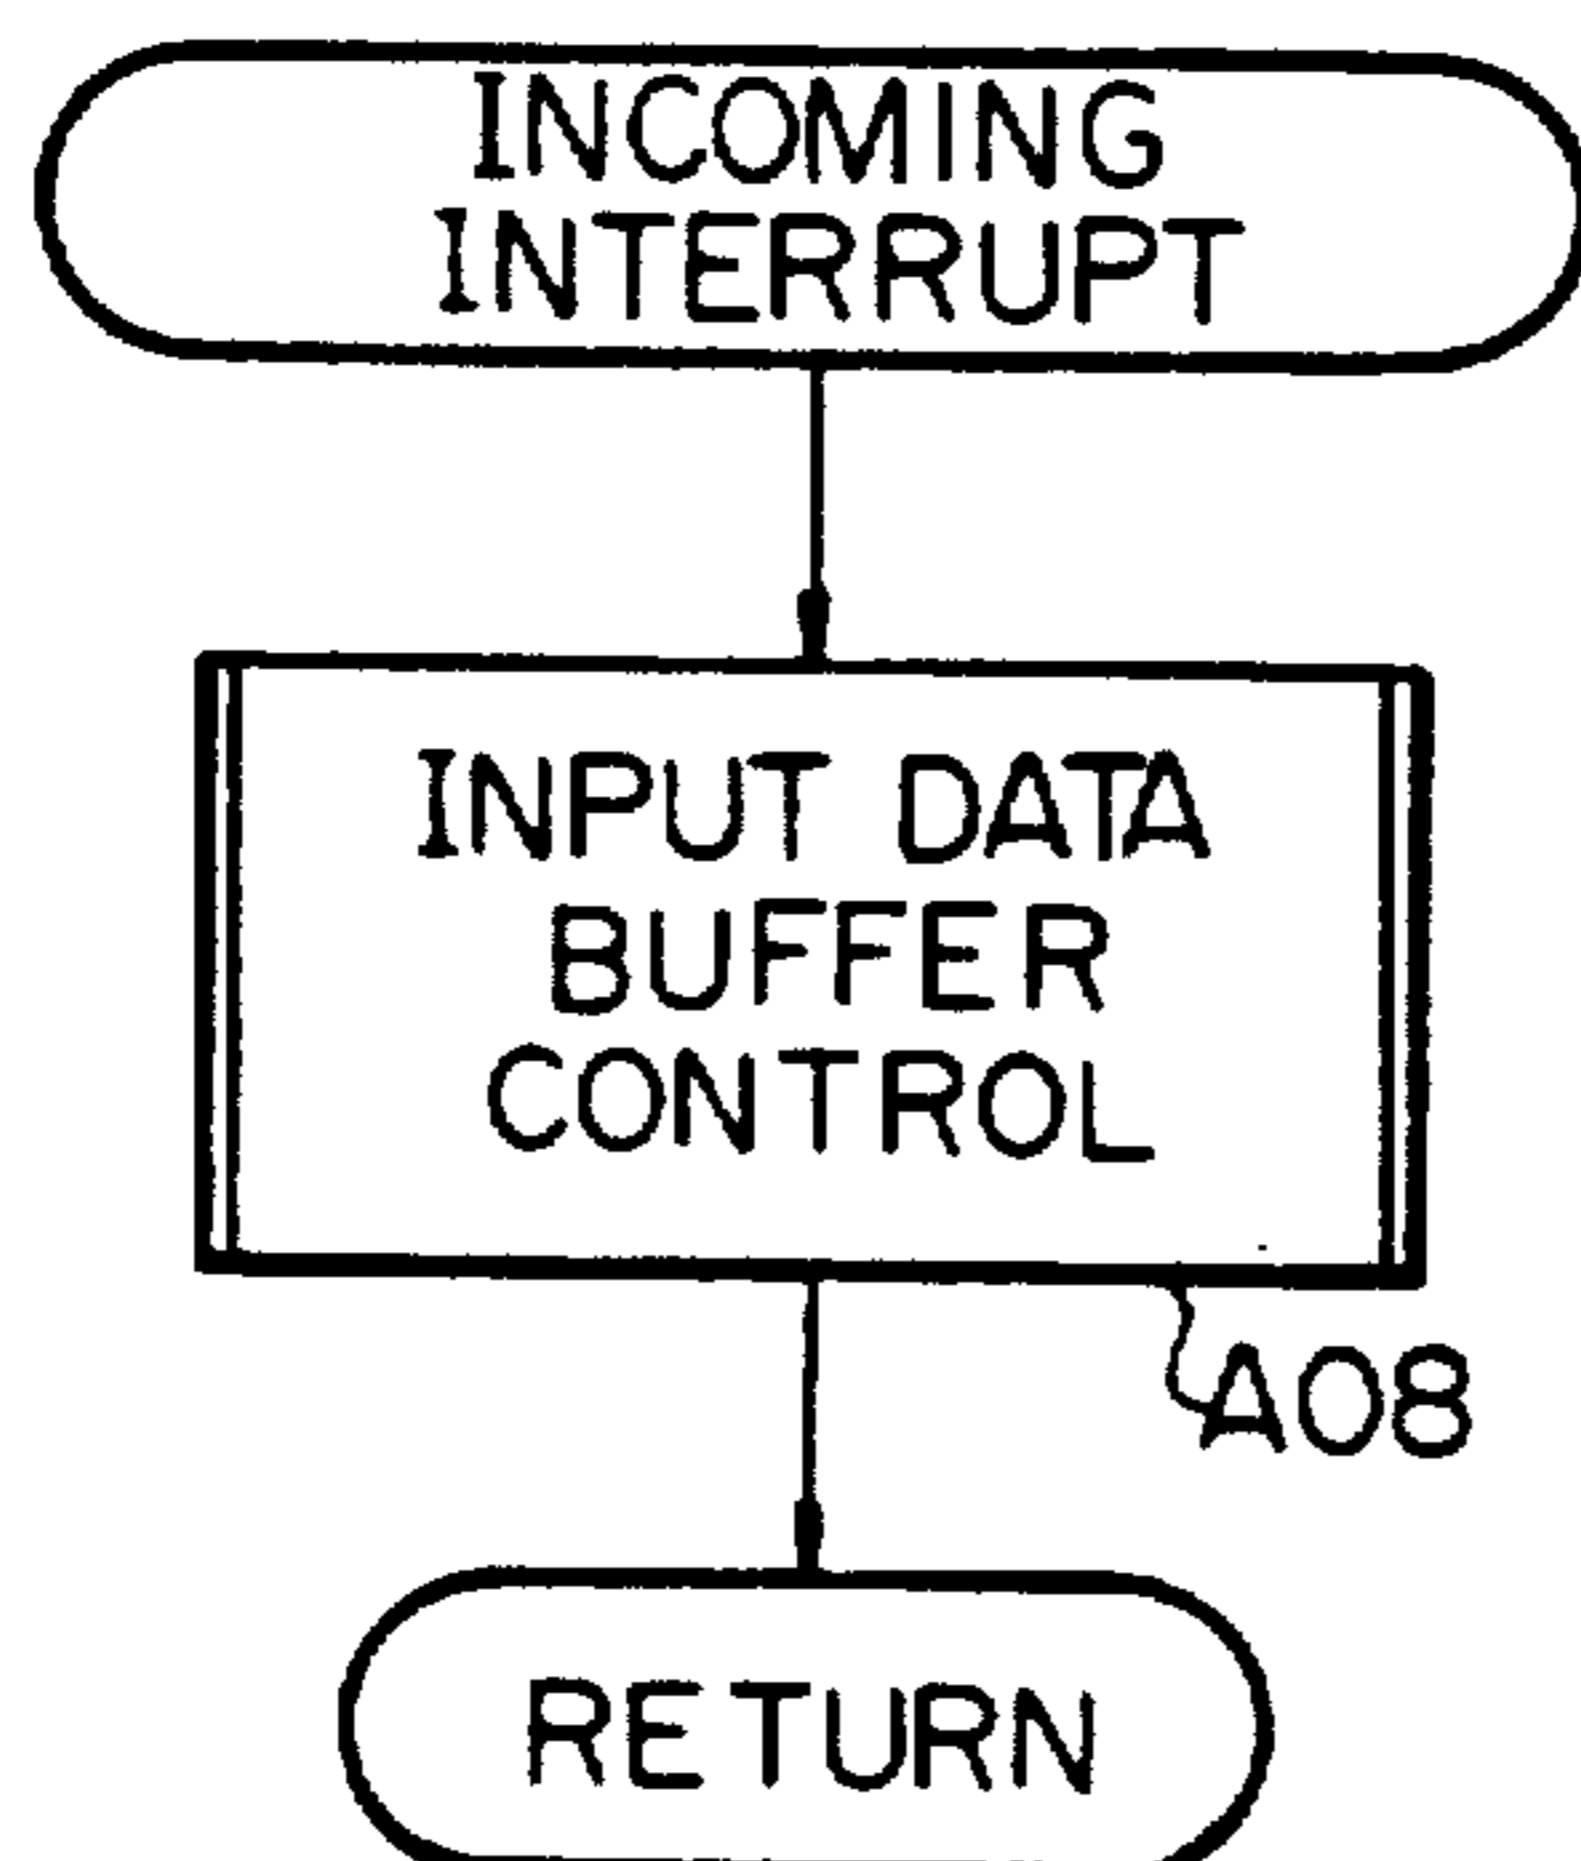 INCOMING
INTERRUPT
INPUT DATA
BUFFER
CONTROL
A08
RETURN